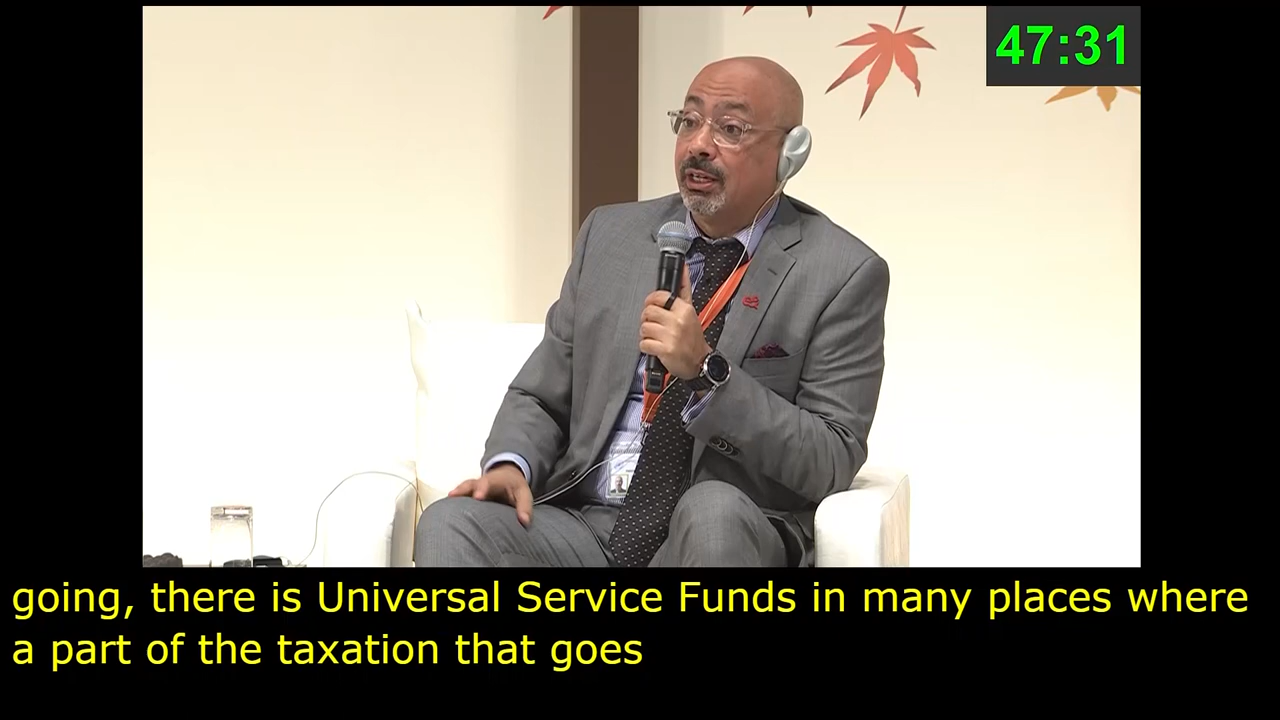 47:31
going, there is Universal Service Funds in many places where
a part of the taxation that goes